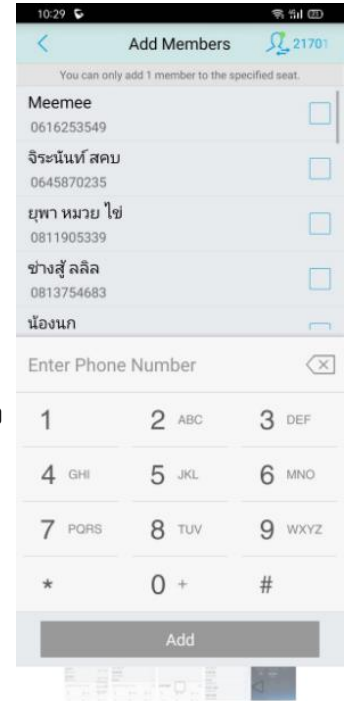 10:29
Add Members
21701
You can only add 1 member to the specified seat.
Meemee
0616253549
จิระนันท์ สคบ
0645870235
ยุพา หมวย ไข่
0811905339
ช่างสู้ ลลิล
0813754683
น้องนก
Enter Phone Number
1 2 ABC 3 DEF
4 GHI 5 JKL 6 MNO
7 PQRS 8 TUV 9 WXYZ
* 0 + #
Add